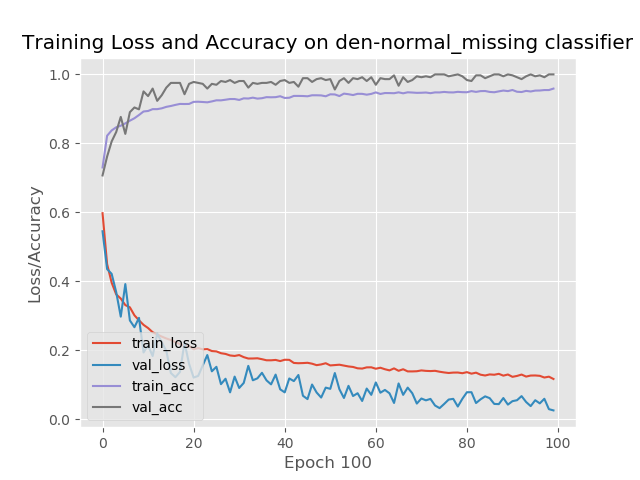 Training Loss and Accuracy on den-normal_missing classifier
1.0
0.8
0.6
0.4
0.2
0.0
Loss/Accuracy
train_loss
val_loss
train_acc
val_acc
0 20 40 60 80 100
Epoch 100